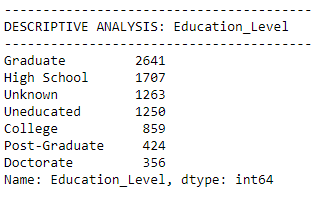 ---------------------------------------
DESCRIPTIVE ANALYSIS: Education_Level
---------------------------------------
Graduate         2641
High School      1707
Unknown          1263
Uneducated       1250
College           859
Post-Graduate     424
Doctorate         356
Name: Education_Level, dtype: int64